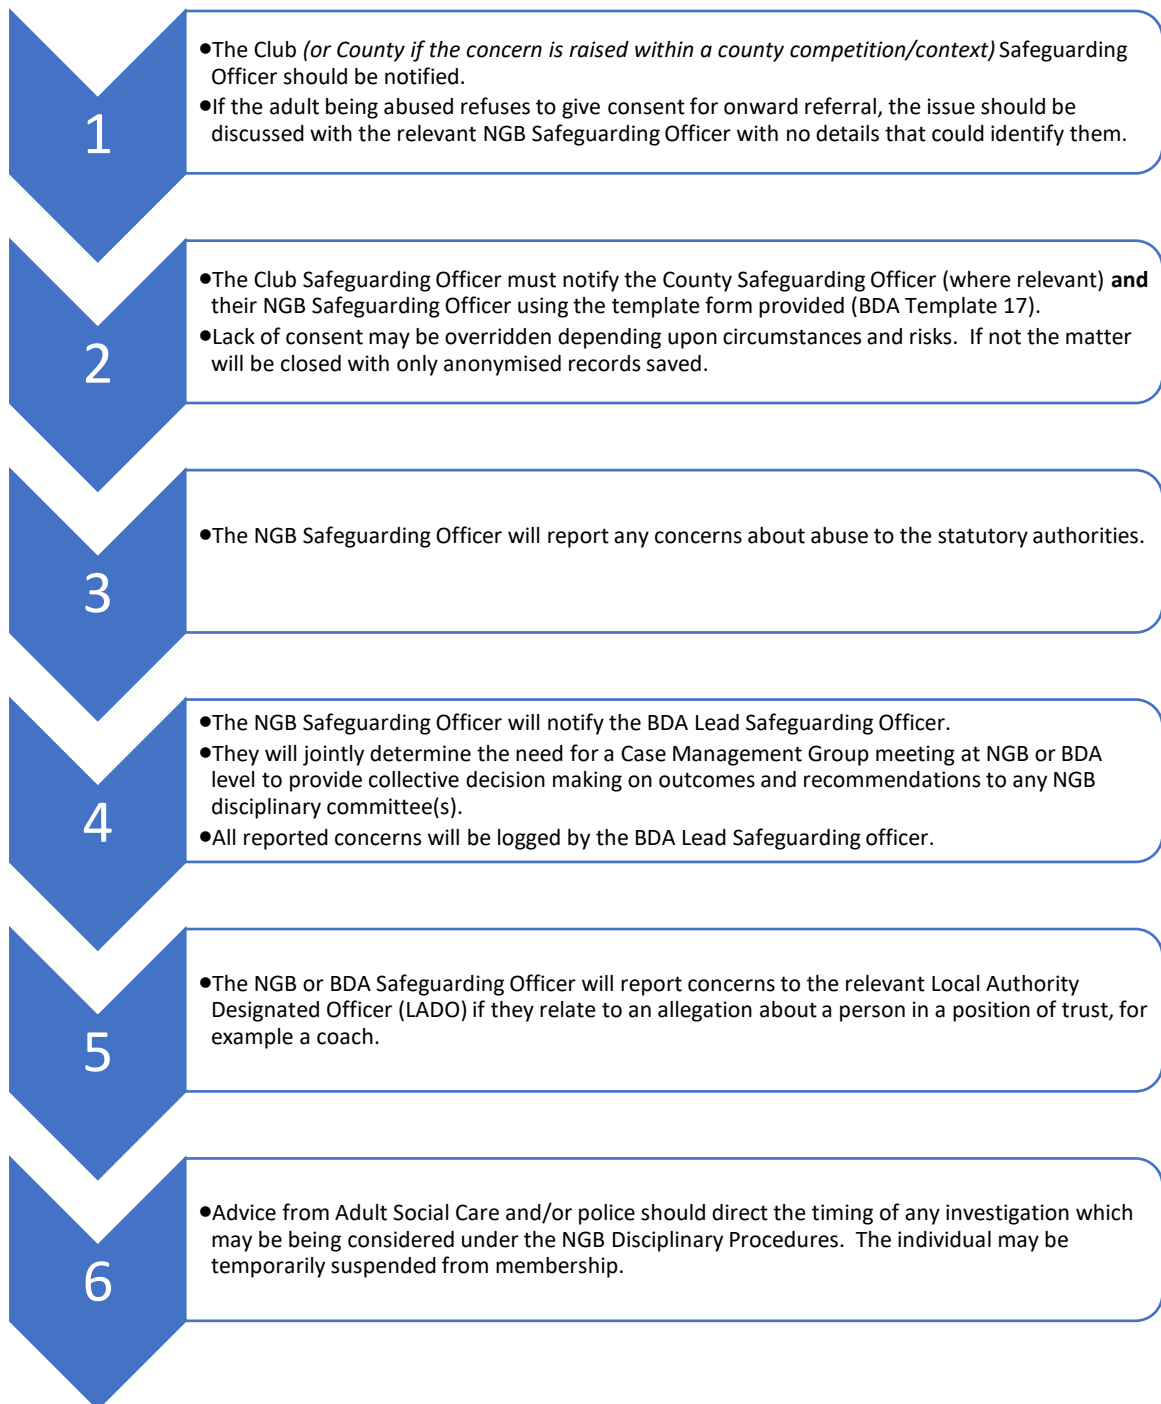 1
●The Club (or County if the concern is raised within a county competition/context) Safeguarding
Officer should be notified.
●If the adult being abused refuses to give consent for onward referral, the issue should be
discussed with the relevant NGB Safeguarding Officer with no details that could identify them.
2
●The Club Safeguarding Officer must notify the County Safeguarding Officer (where relevant) and
their NGB Safeguarding Officer using the template form provided (BDA Template 17).
●Lack of consent may be overridden depending upon circumstances and risks.  If not the matter
will be closed with only anonymised records saved.
3
●The NGB Safeguarding Officer will report any concerns about abuse to the statutory authorities.
4
●The NGB Safeguarding Officer will notify the BDA Lead Safeguarding Officer.
●They will jointly determine the need for a Case Management Group meeting at NGB or BDA
level to provide collective decision making on outcomes and recommendations to any NGB
disciplinary committee(s).
●All reported concerns will be logged by the BDA Lead Safeguarding officer.
5
●The NGB or BDA Safeguarding Officer will report concerns to the relevant Local Authority
Designated Officer (LADO) if they relate to an allegation about a person in a position of trust, for
example a coach.
6
●Advice from Adult Social Care and/or police should direct the timing of any investigation which
may be being considered under the NGB Disciplinary Procedures.  The individual may be
temporarily suspended from membership.